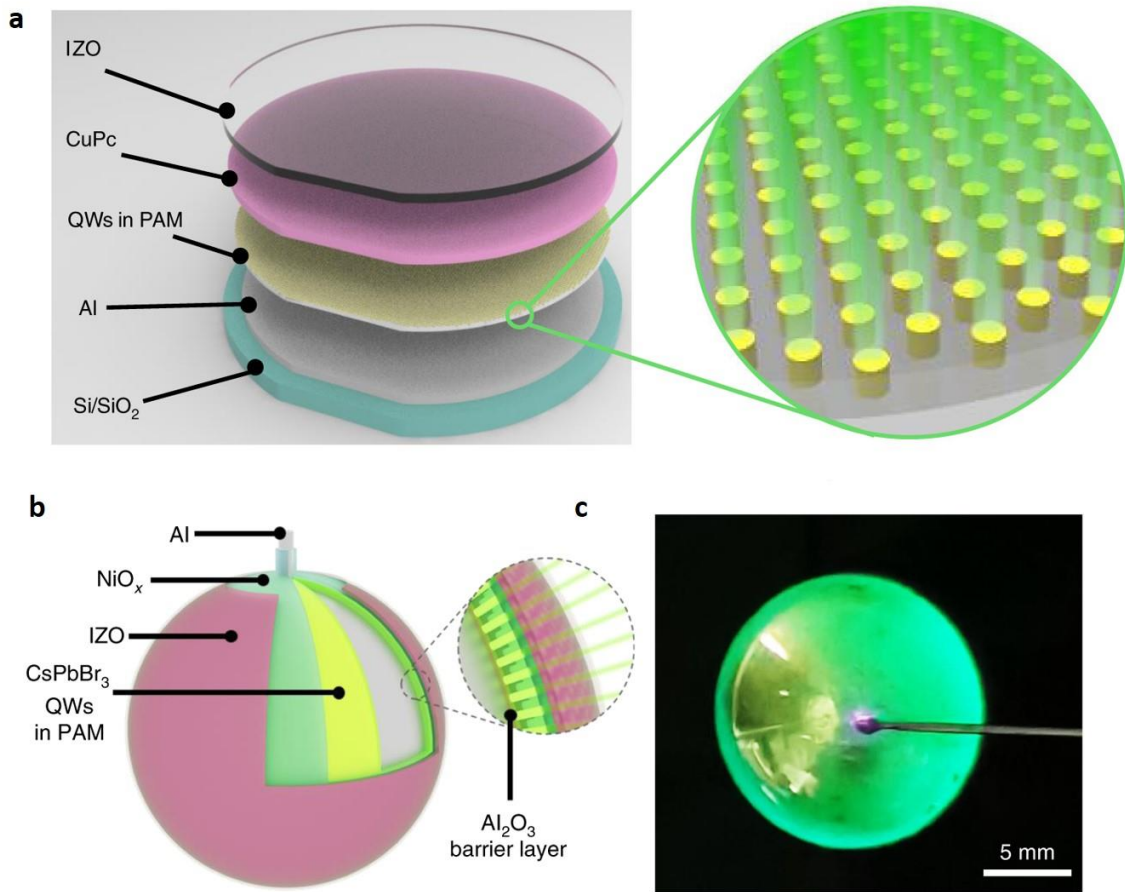 a
IZO
CuPc
QWs in PAM
Al
Si/SiO₂
b
Al
NiOₓ
IZO
CsPbBr₃
QWs
in PAM
Al₂O₃
barrier layer
c
5 mm